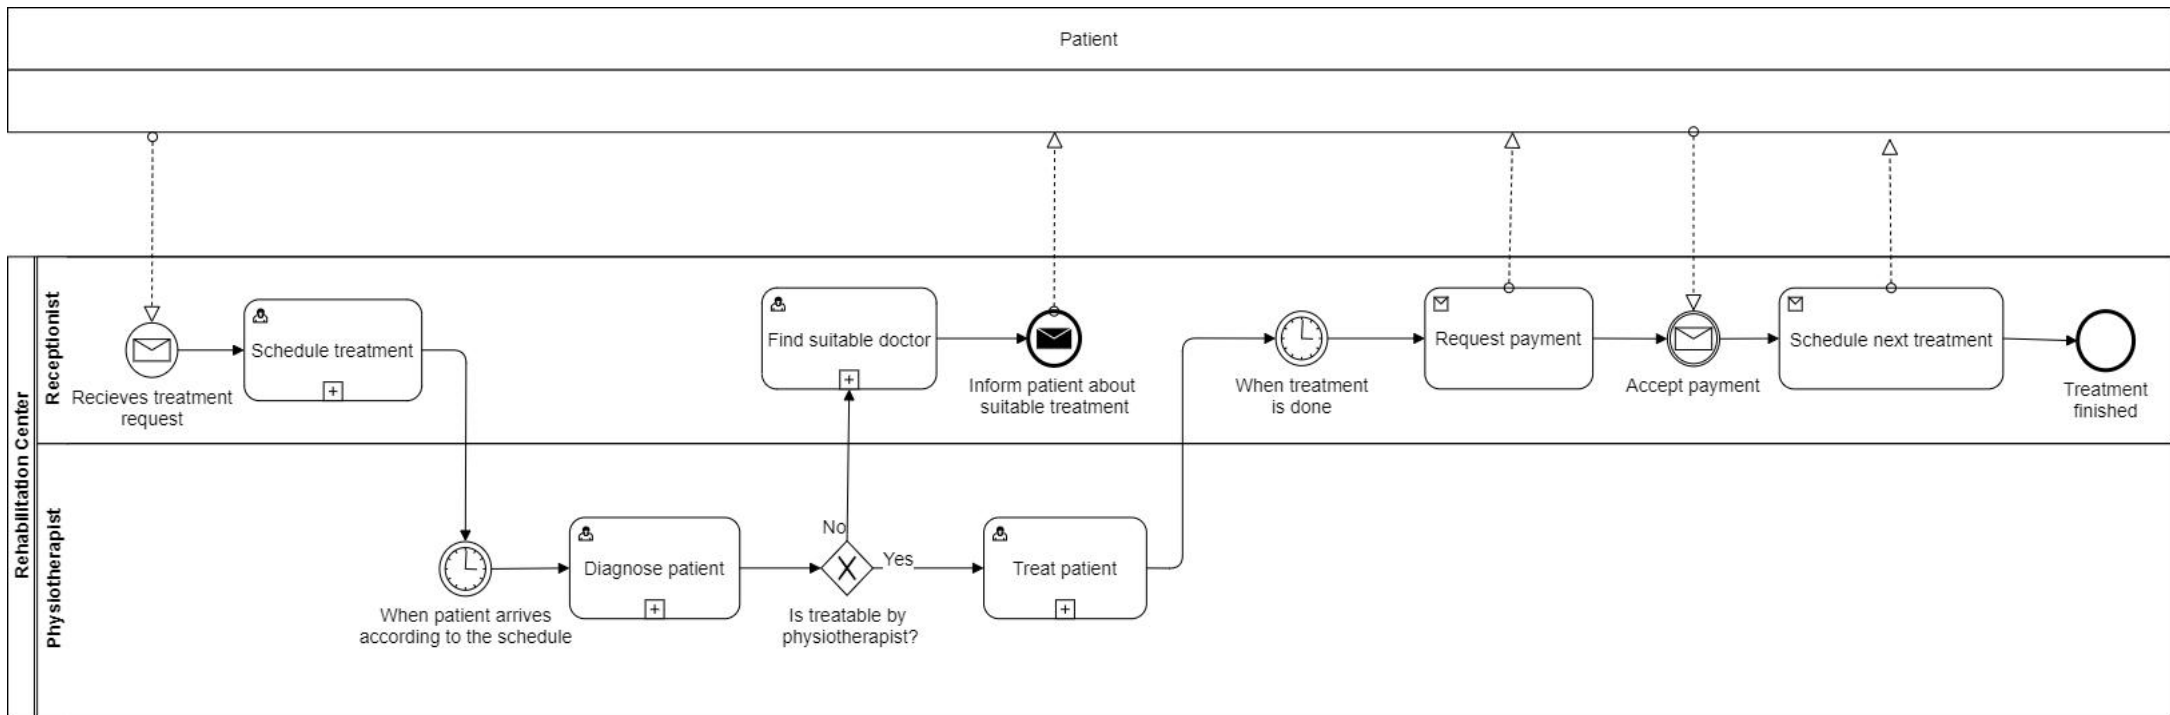 Patient
Rehabilitation Center
Receptionist
Recieves treatment
request
Schedule treatment
Find suitable doctor
Inform patient about
suitable treatment
When treatment
is done
Request payment
Accept payment
Schedule next treatment
Treatment
finished
Physiotherapist
When patient arrives
according to the schedule
Diagnose patient
No
Yes
Is treatable by
physiotherapist?
Treat patient